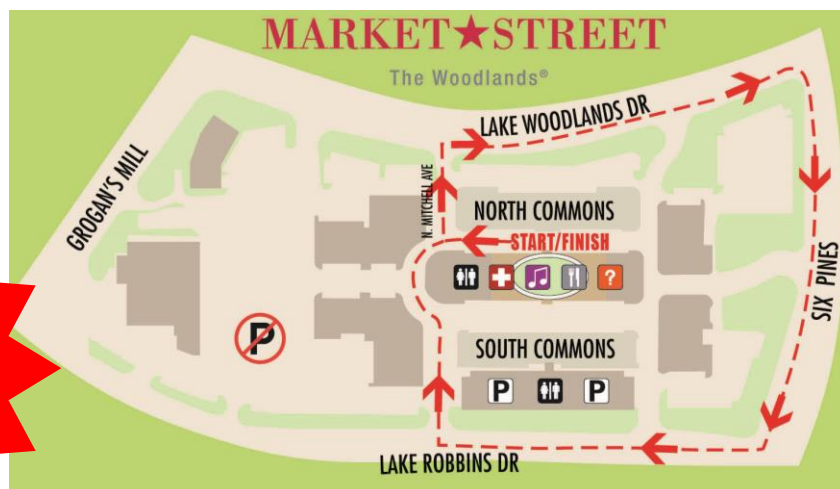 MARKET★STREET
The Woodlands®
LAKE WOODLANDS DR
GROGAN'S MILL
N. MITCHELL AVE
NORTH COMMONS
START/FINISH
?
SIX PINES
SOUTH COMMONS
P
P
P
LAKE ROBBINS DR